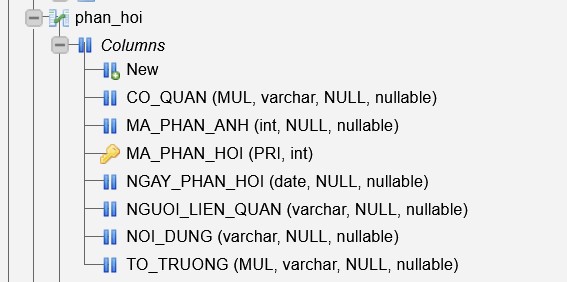 phan_hoi
Columns
New
CO_QUAN (MUL, varchar, NULL, nullable)
MA_PHAN_ANH (int, NULL, nullable)
MA_PHAN_HOI (PRI, int)
NGAY_PHAN_HOI (date, NULL, nullable)
NGUOI_LIEN_QUAN (varchar, NULL, nullable)
NOI_DUNG (varchar, NULL, nullable)
TO_TRUONG (MUL, varchar, NULL, nullable)